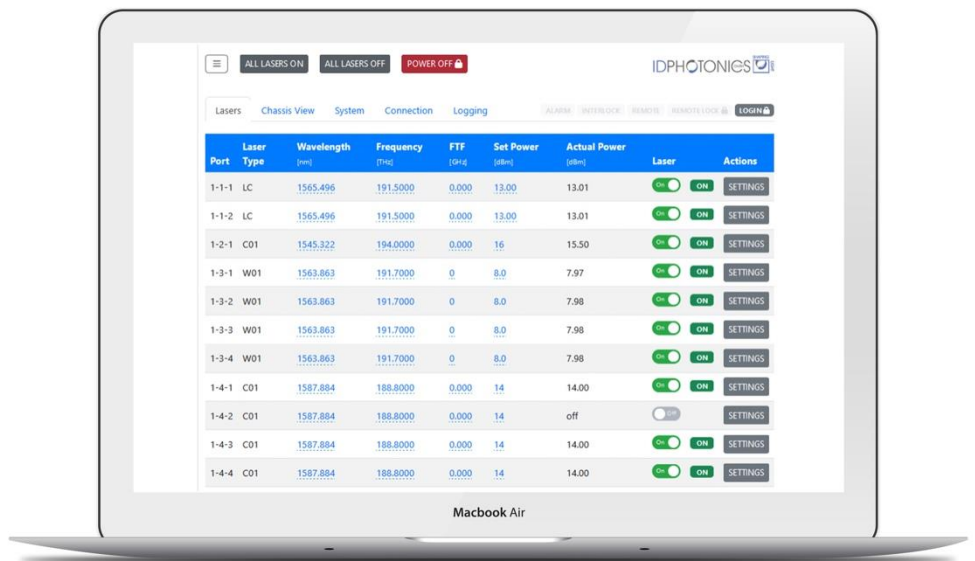 ☰ ALL LASERS ON ALL LASERS OFF POWER OFF
IDPHOTONICS
Lasers Chassis View System Connection Logging ALARM INTERLOCK REMOTE REMOTE LOCK LOGIN
Port Laser Type Wavelength [nm] Frequency [THz] FTF [GHz] Set Power [dBm] Actual Power [dBm] Laser Actions
1-1-1 LC 1565.496 191.5000 0.000 13.00 13.01 On ON SETTINGS
1-1-2 LC 1565.496 191.5000 0.000 13.00 13.01 On ON SETTINGS
1-2-1 C01 1545.322 194.0000 0.000 16 15.50 On ON SETTINGS
1-3-1 W01 1563.863 191.7000 0 8.0 7.97 On ON SETTINGS
1-3-2 W01 1563.863 191.7000 0 8.0 7.98 On ON SETTINGS
1-3-3 W01 1563.863 191.7000 0 8.0 7.98 On ON SETTINGS
1-3-4 W01 1563.863 191.7000 0 8.0 7.98 On ON SETTINGS
1-4-1 C01 1587.884 188.8000 0.000 14 14.00 On ON SETTINGS
1-4-2 C01 1587.884 188.8000 0.000 14 off Off SETTINGS
1-4-3 C01 1587.884 188.8000 0.000 14 14.00 On ON SETTINGS
1-4-4 C01 1587.884 188.8000 0.000 14 14.00 On ON SETTINGS
Macbook Air